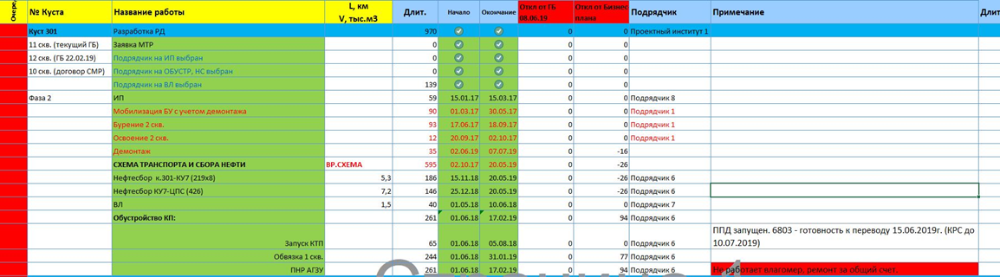 Очере № Куста Название работы L, км V, тыс.м3 Длит. Начало Окончание Откл от ГБ 08.06.19 Откл от Бизнес плана Подрядчик Примечание Длит
Куст 301 Разработка РД 970 0 0 Проектный институт 1
11 скв. (текущий ГБ) Заявка МТР 0 0 0
12 скв. (ГБ 22.02.19) Подрядчик на ИП выбран 0 0 0
10 скв. (договор СМР) Подрядчик на ОБУСТР, НС выбран 0 0 0
Подрядчик на ВЛ выбран 139 0 0
Фаза 2 ИП 59 15.01.17 15.03.17 0 0 Подрядчик 8
Мобилизация БУ с учетом демонтажа 90 01.03.17 30.05.17 0 0 Подрядчик 1
Бурение 2 скв. 93 17.06.17 18.09.17 0 0 Подрядчик 1
Освоение 2 скв. 12 20.09.17 02.10.17 0 0 Подрядчик 1
Демонтаж 35 02.06.19 07.07.19 0 -16
СХЕМА ТРАНСПОРТА И СБОРА НЕФТИ ВР.СХЕМА 595 02.10.17 20.05.19 0 -26
Нефтесбор к.301-КУ7 (219х8) 5,3 186 15.11.18 20.05.19 0 -26 Подрядчик 6
Нефтесбор КУ7-ЦПС (426) 7,2 146 25.12.18 20.05.19 0 -26 Подрядчик 6
ВЛ 1,5 40 01.05.18 10.06.18 0 0 Подрядчик 7
Обустройство КП: 261 01.06.18 17.02.19 0 94 Подрядчик 6
ППД запущен. 6803 - готовность к переводу 15.06.2019г. (КРС до
Запуск КТП 65 01.06.18 05.08.18 0 0 Подрядчик 6 10.07.2019)
Обвязка 1 скв. 244 01.06.18 31.01.19 0 77 Подрядчик 6
ПНР АГЗУ 261 01.06.18 17.02.19 0 94 Подрядчик 6 Не работает влагомер, ремонт за общий счет.